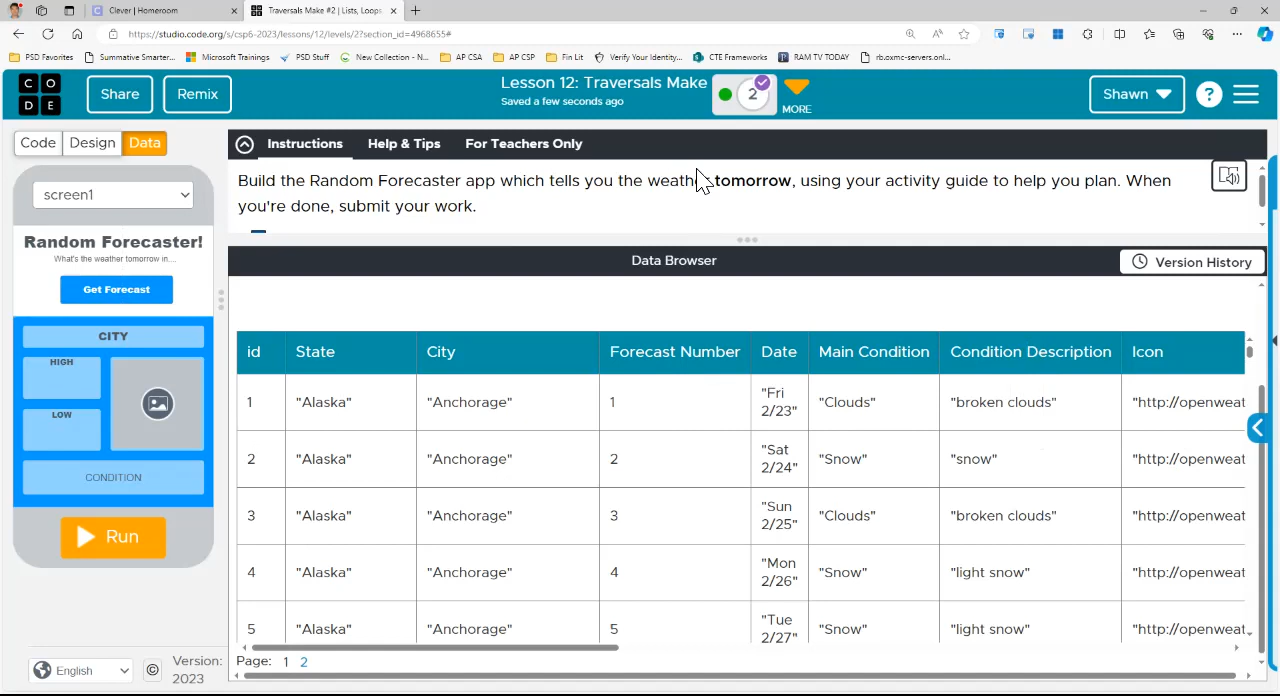 Clever | Homeroom
Traversals Make #2 | Lists, Loops
https://studio.code.org/s/csp6-2023/lessons/12/levels/2?section_id=4968655#
PSD Favorites
Summative Smarter...
Microsoft Trainings
PSD Stuff
New Collection - N...
AP CSA
AP CSP
Fin Lit
Verify Your Identity...
CTE Frameworks
RAM TV TODAY
rb.oxmc-servers.onl...
C O
D E
Share
Remix
Lesson 12: Traversals Make
Saved a few seconds ago
2
MORE
Shawn
?
Code
Design
Data
Instructions
Help & Tips
For Teachers Only
screen1
Build the Random Forecaster app which tells you the weather tomorrow, using your activity guide to help you plan. When
you're done, submit your work.
Random Forecaster!
What's the weather tomorrow in....
Get Forecast
CITY
HIGH
LOW
CONDITION
Run
Data Browser
Version History
id State City Forecast Number Date Main Condition Condition Description Icon
1 "Alaska" "Anchorage" 1 "Fri 2/23" "Clouds" "broken clouds" "http://openweat
2 "Alaska" "Anchorage" 2 "Sat 2/24" "Snow" "snow" "http://openweat
3 "Alaska" "Anchorage" 3 "Sun 2/25" "Clouds" "broken clouds" "http://openweat
4 "Alaska" "Anchorage" 4 "Mon 2/26" "Snow" "light snow" "http://openweat
5 "Alaska" "Anchorage" 5 "Tue 2/27" "Snow" "light snow" "http://openweat
Page: 1 2
English
©
Version:
2023